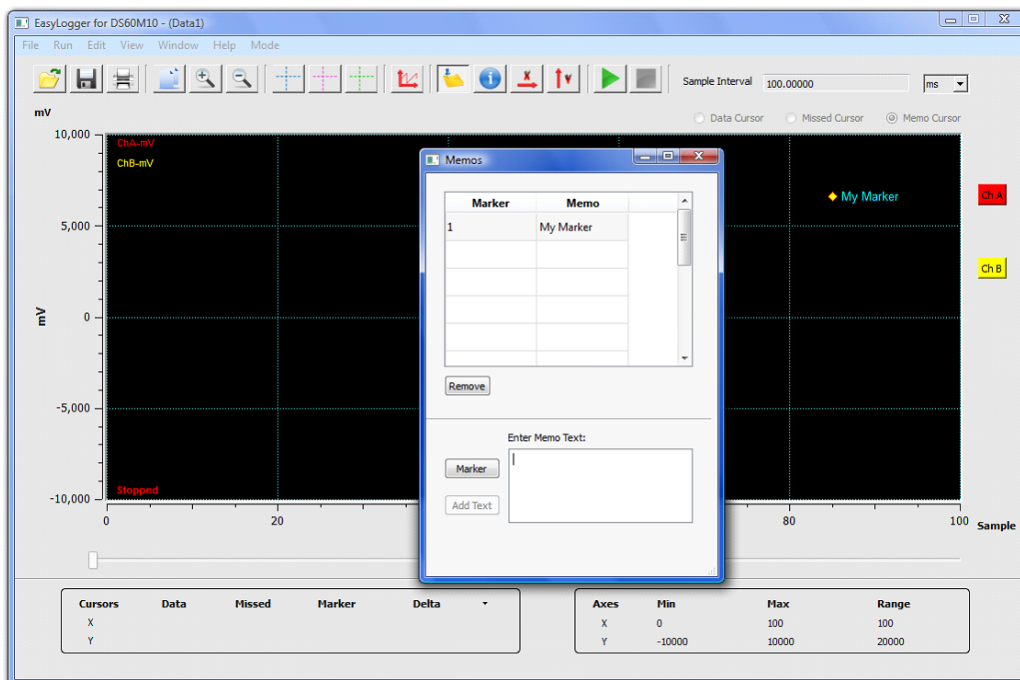 EasyLogger for DS60M10 - (Data1)
File Run Edit View Window Help Mode
X Y Sample Interval 100.00000 ms
mV
Data Cursor Missed Cursor Memo Cursor
10,000
5,000
0
-5,000
-10,000
mV
ChA-mV
ChB-mV
Stopped
My Marker
Ch A
Ch B
0 20 80 100 Sample
Memos
Marker Memo
1 My Marker
Remove
Enter Memo Text:
Marker
Add Text
Cursors Data Missed Marker Delta
X
Y
Axes Min Max Range
X 0 100 100
Y -10000 10000 20000